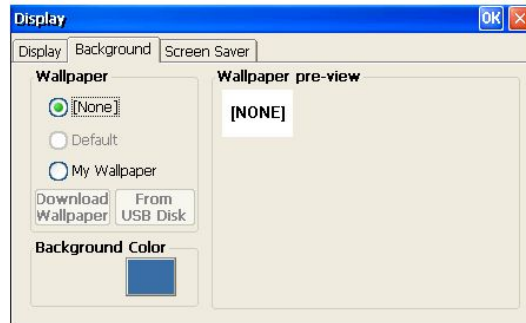 Display OK
Display Background Screen Saver
Wallpaper
[None]
Default
My Wallpaper
Download Wallpaper
From USB Disk
Background Color
Wallpaper pre-view
[NONE]